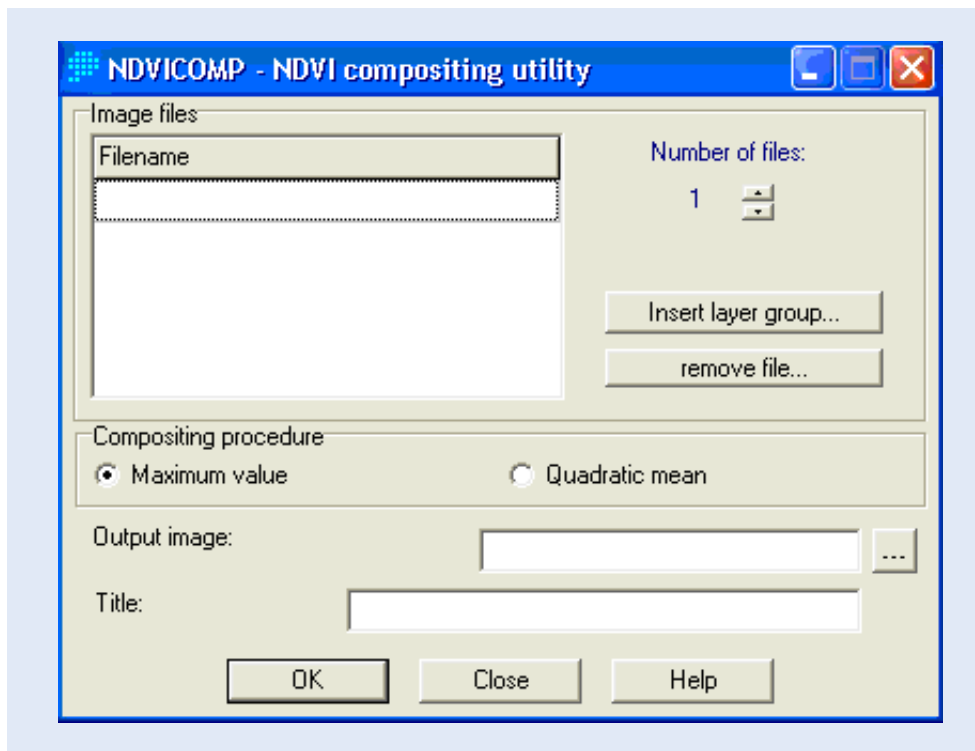 NDVICOMP - NDVI compositing utility
Image files
Filename
Number of files:
1
Insert layer group...
remove file...
Compositing procedure
Maximum value
Quadratic mean
Output image:
...
Title:
OK
Close
Help